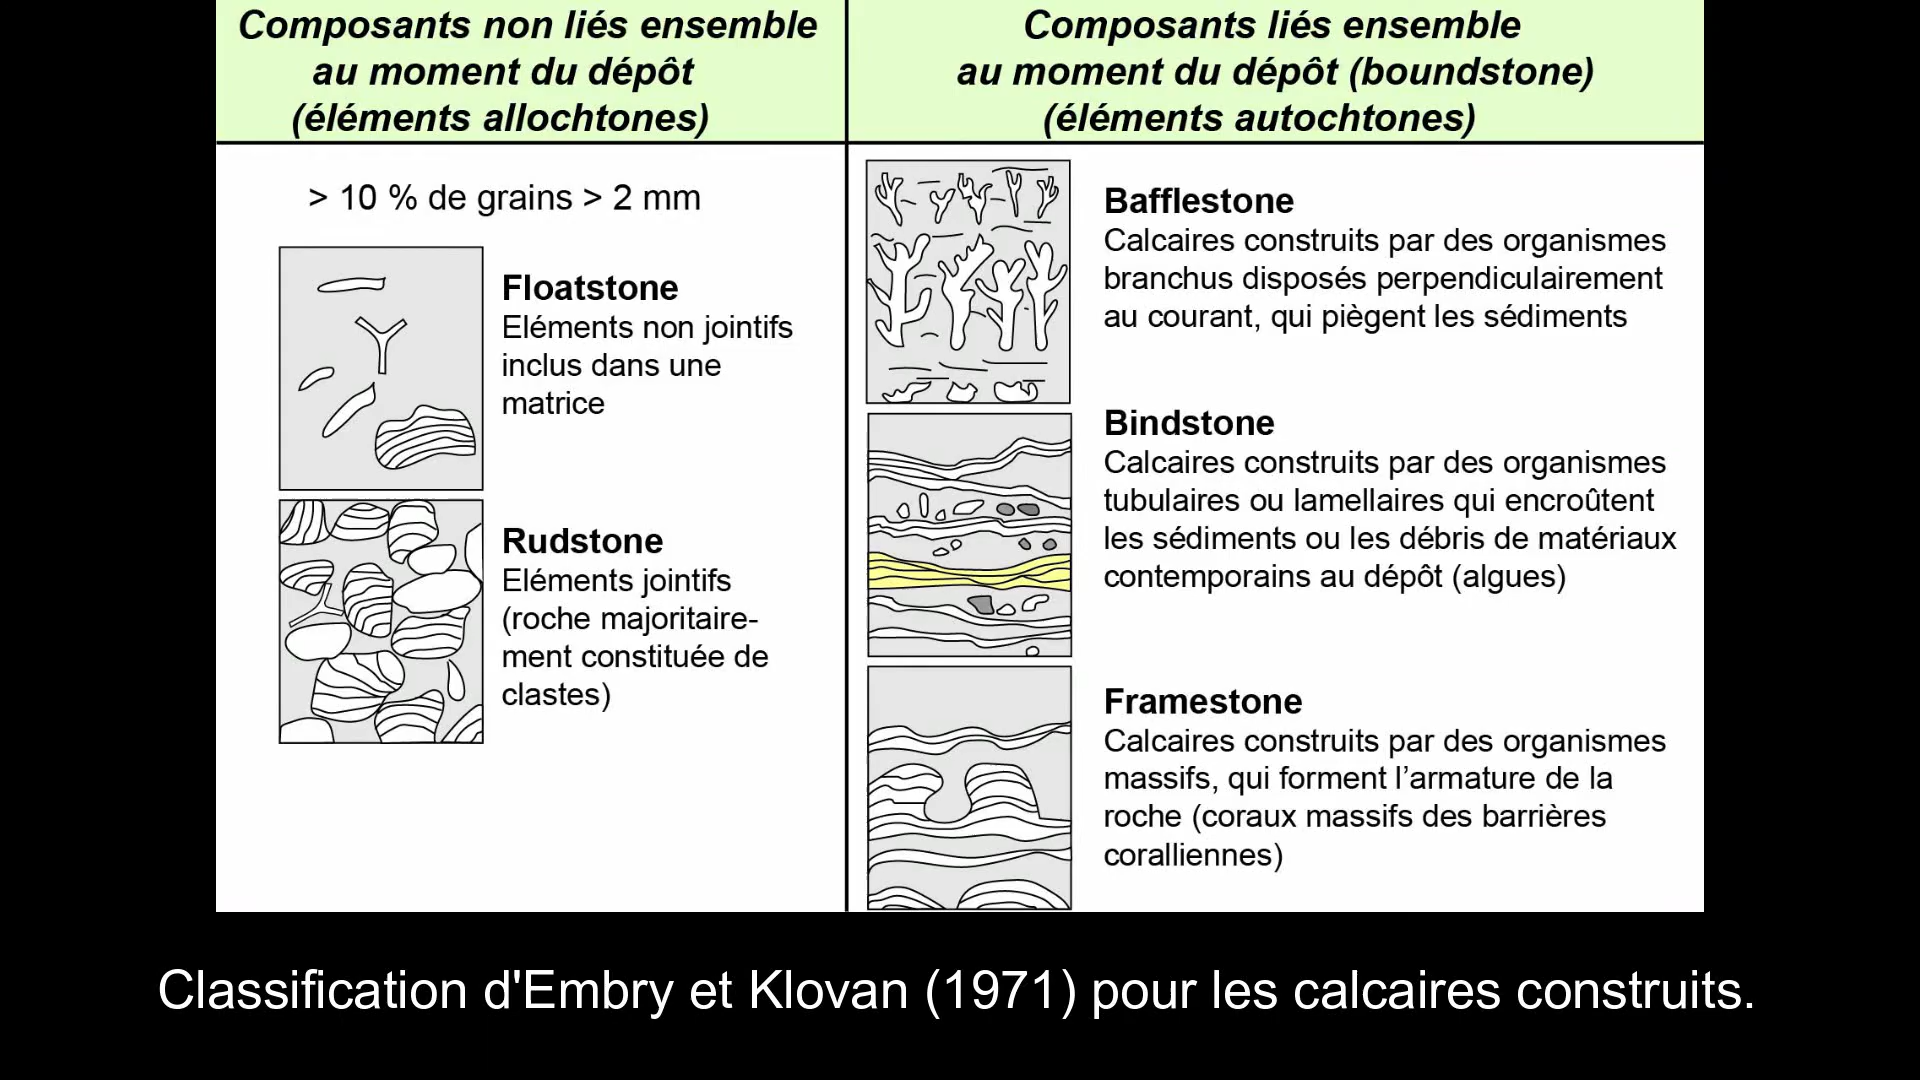 Composants non liés ensemble
au moment du dépôt
(éléments allochtones)
Composants liés ensemble
au moment du dépôt (boundstone)
(éléments autochtones)
> 10 % de grains > 2 mm
Floatstone
Eléments non jointifs
inclus dans une
matrice
Rudstone
Eléments jointifs
(roche majoritaire-
ment constituée de
clastes)
Bafflestone
Calcaires construits par des organismes
branchus disposés perpendiculairement
au courant, qui piègent les sédiments
Bindstone
Calcaires construits par des organismes
tubulaires ou lamellaires qui encroûtent
les sédiments ou les débris de matériaux
contemporains au dépôt (algues)
Framestone
Calcaires construits par des organismes
massifs, qui forment l’armature de la
roche (coraux massifs des barrières
coralliennes)
Classification d'Embry et Klovan (1971) pour les calcaires construits.